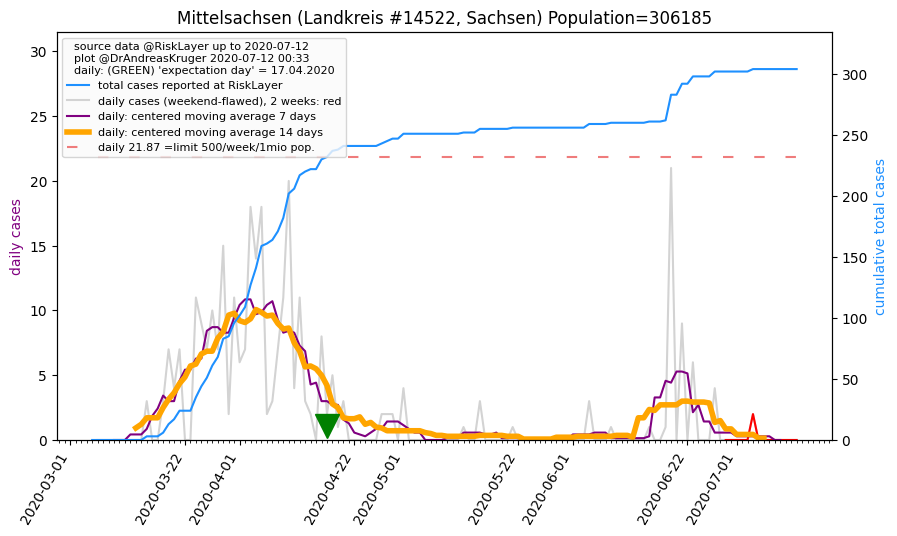 Mittelsachsen (Landkreis #14522, Sachsen) Population=306185
source data @RiskLayer up to 2020-07-12
plot @DrAndreasKruger 2020-07-12 00:33
daily: (GREEN) 'expectation day' = 17.04.2020
total cases reported at RiskLayer
daily cases (weekend-flawed), 2 weeks: red
daily: centered moving average 7 days
daily: centered moving average 14 days
daily 21.87 =limit 500/week/1mio pop.
daily cases
30
25
20
15
10
5
0
cumulative total cases
300
250
200
150
100
50
0
2020-03-01
2020-03-22
2020-04-01
2020-04-22
2020-05-01
2020-05-22
2020-06-01
2020-06-22
2020-07-01